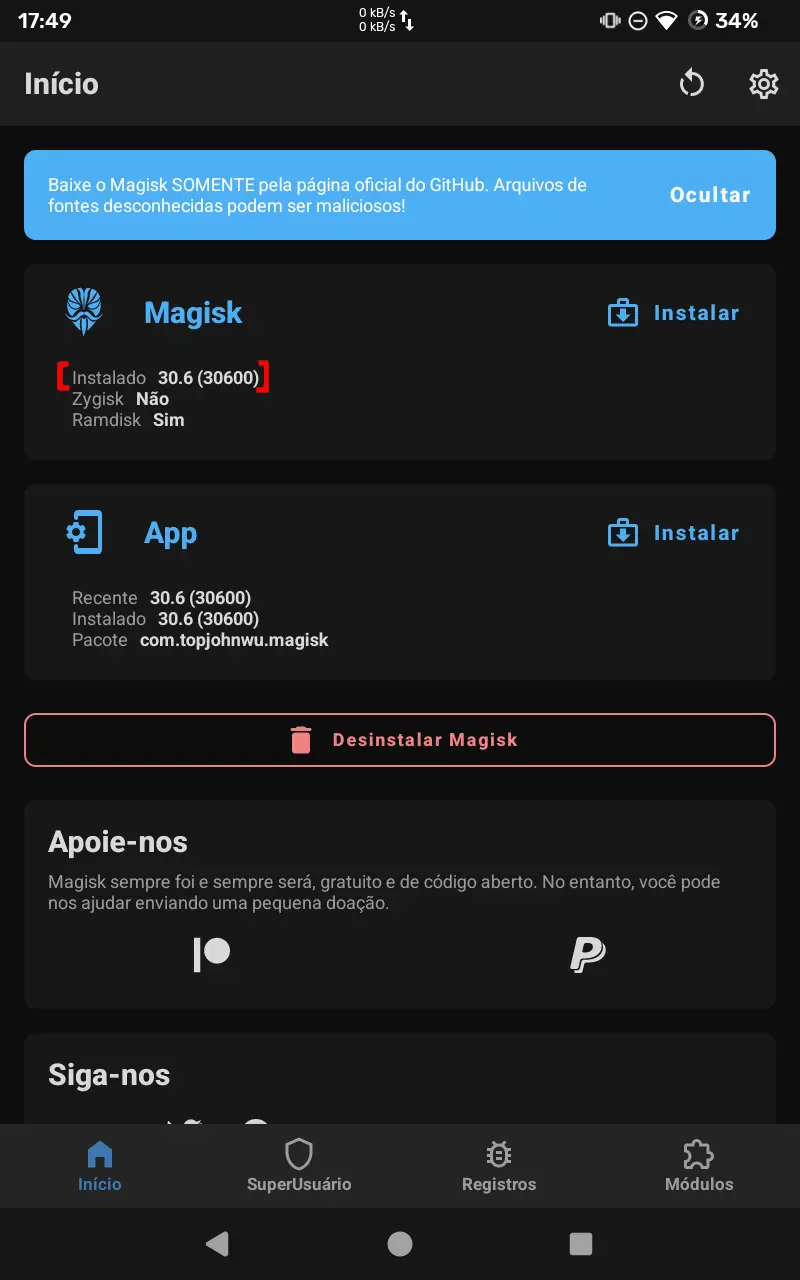 17:49
0 kB/s
0 kB/s
34%
Início
Baixe o Magisk SOMENTE pela página oficial do GitHub. Arquivos de
fontes desconhecidas podem ser maliciosos!
Ocultar
Magisk
Instalar
Instalado 30.6 (30600)
Zygisk Não
Ramdisk Sim
App
Instalar
Recente 30.6 (30600)
Instalado 30.6 (30600)
Pacote com.topjohnwu.magisk
Desinstalar Magisk
Apoie-nos
Magisk sempre foi e sempre será, gratuito e de código aberto. No entanto, você pode
nos ajudar enviando uma pequena doação.
Siga-nos
Início
SuperUsuário
Registros
Módulos